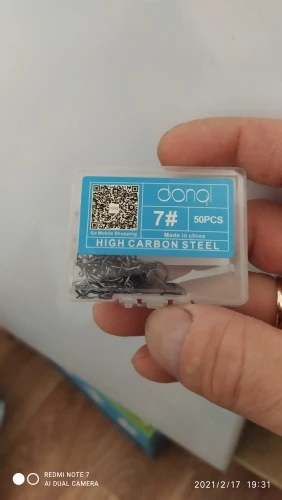 donql
7#
50PCS
Go Mobile Shopping
Made in china
HIGH CARBON STEEL
REDMI NOTE 7
AI DUAL CAMERA
2021/2/17 19:31